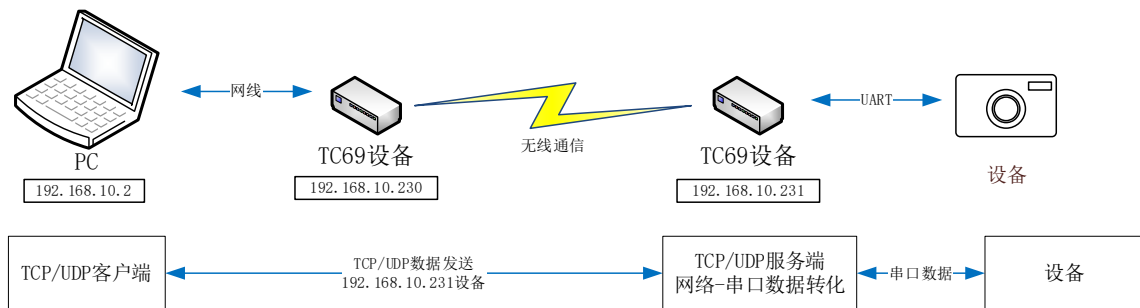 网线
UART
无线通信
PC
TC69设备
TC69设备
设备
192.168.10.2
192.168.10.230
192.168.10.231
TCP/UDP客户端
TCP/UDP数据发送
192.168.10.231设备
TCP/UDP服务端
网络-串口数据转化
串口数据
设备